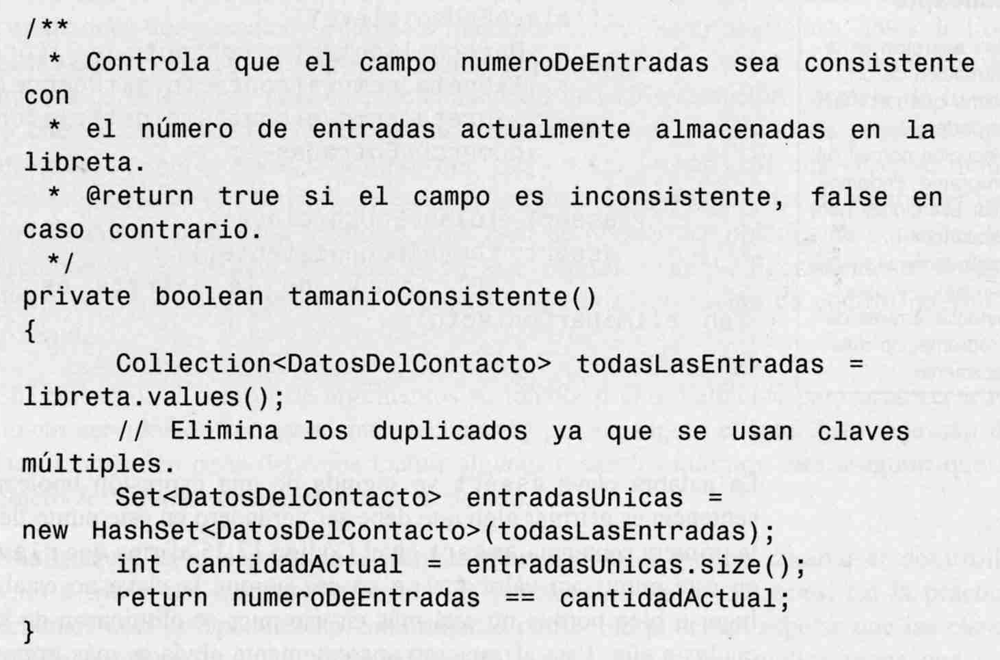 /**
 * Controla que el campo numeroDeEntradas sea consistente
con
 * el número de entradas actualmente almacenadas en la
libreta.
 * @return true si el campo es inconsistente, false en
caso contrario.
 */
private boolean tamanioConsistente()
{
    Collection<DatosDelContacto> todasLasEntradas =
libreta.values();
    // Elimina los duplicados ya que se usan claves
múltiples.
    Set<DatosDelContacto> entradasUnicas =
new HashSet<DatosDelContacto>(todasLasEntradas);
    int cantidadActual = entradasUnicas.size();
    return numeroDeEntradas == cantidadActual;
}